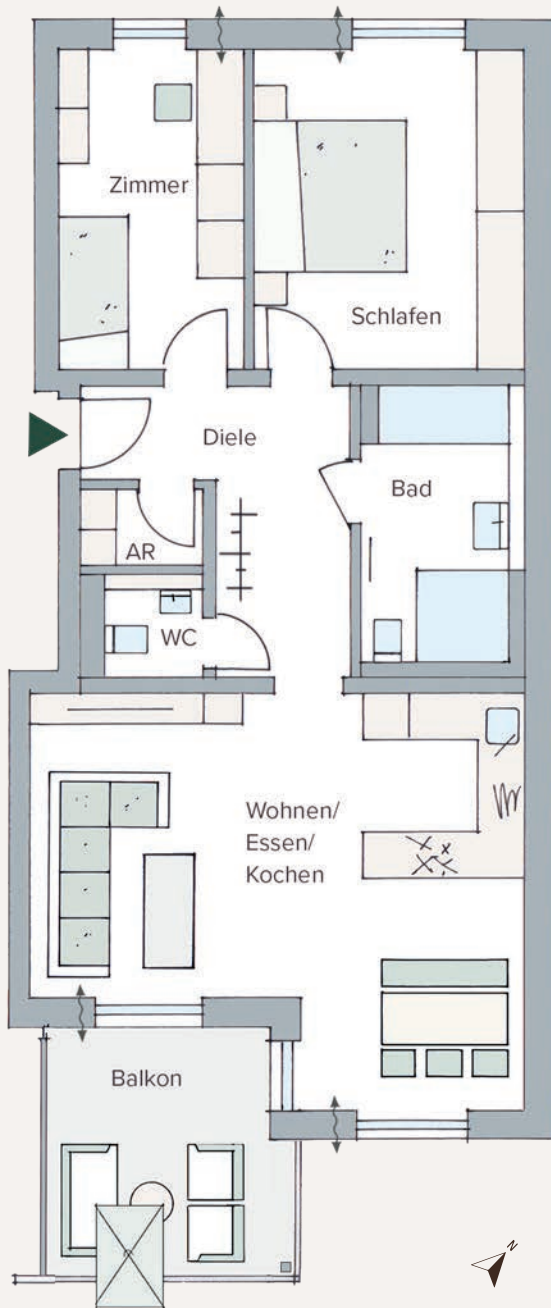 Zimmer
Schlafen
Diele
Bad
AR
WC
Wohnen/
Essen/
Kochen
Balkon
N